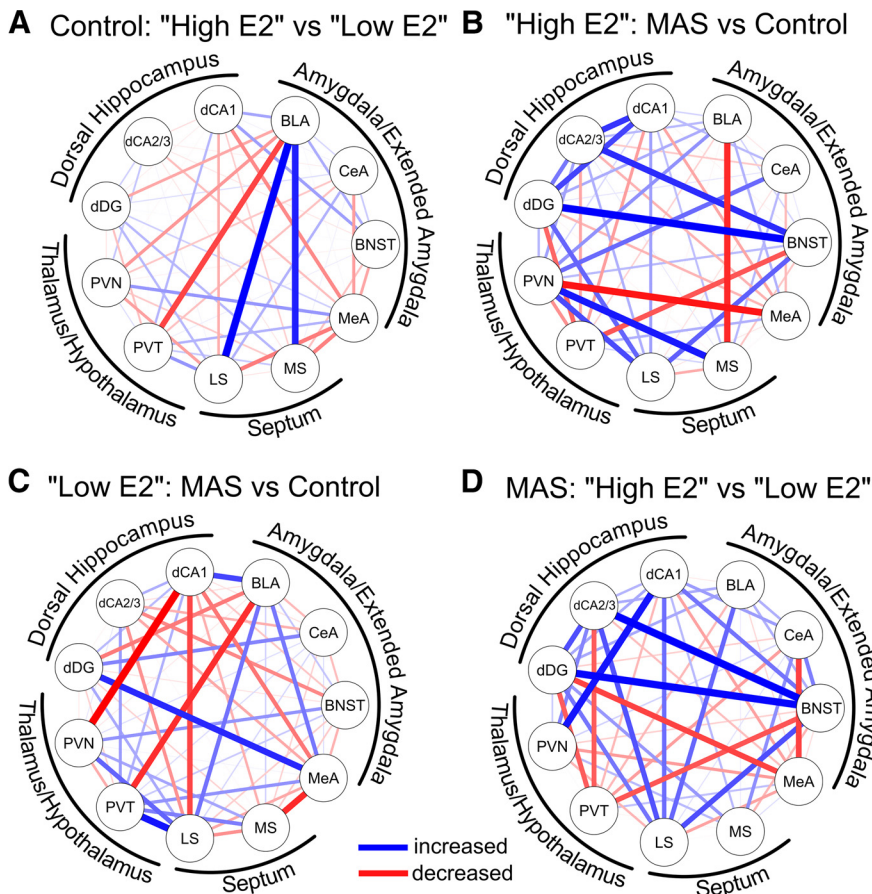 A Control: "High E2" vs "Low E2"
Dorsal Hippocampus
Amygdala/Extended Amygdala
Thalamus/Hypothalamus
Septum
dCA1
BLA
dCA2/3
CeA
dDG
BNST
PVN
MeA
PVT
LS
MS
B "High E2": MAS vs Control
Dorsal Hippocampus
Amygdala/Extended Amygdala
Thalamus/Hypothalamus
Septum
dCA1
BLA
dCA2/3
CeA
dDG
BNST
PVN
MeA
PVT
LS
MS
C "Low E2": MAS vs Control
Dorsal Hippocampus
Amygdala/Extended Amygdala
Thalamus/Hypothalamus
Septum
dCA1
BLA
dCA2/3
CeA
dDG
BNST
PVN
MeA
PVT
LS
MS
D MAS: "High E2" vs "Low E2"
Dorsal Hippocampus
Amygdala/Extended Amygdala
Thalamus/Hypothalamus
Septum
dCA1
BLA
dCA2/3
CeA
dDG
BNST
PVN
MeA
PVT
LS
MS
increased
decreased